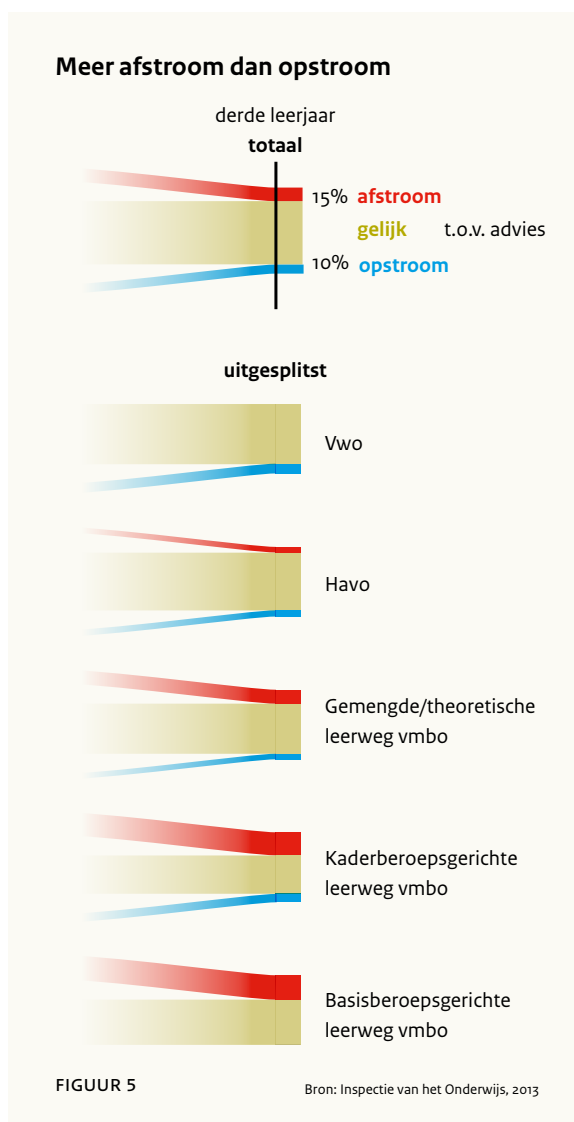 Meer afstroom dan opstroom
derde leerjaar
totaal
15% afstroom
gelijk t.o.v. advies
10% opstroom
uitgesplitst
Vwo
Havo
Gemengde/theoretische
leerweg vmbo
Kaderberoepsgerichte
leerweg vmbo
Basisberoepsgerichte
leerweg vmbo
FIGUUR 5
Bron: Inspectie van het Onderwijs, 2013